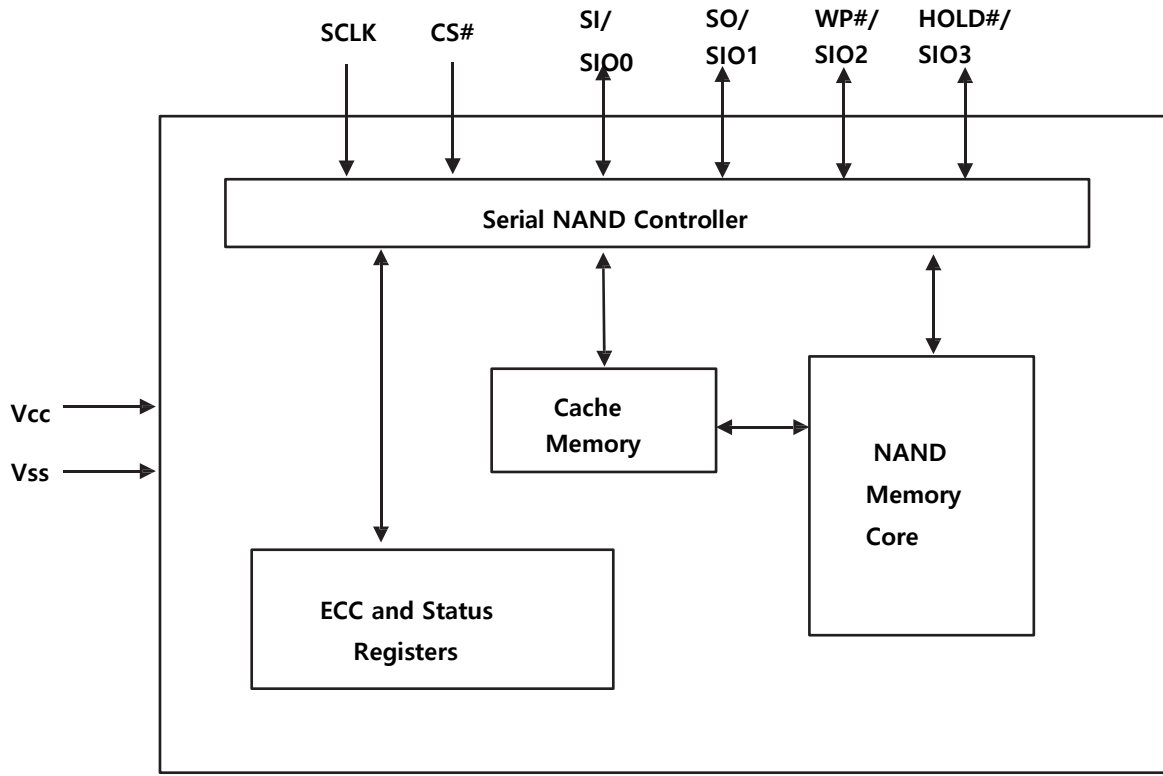 SCLK
CS#
SI/
SIO0
SO/
SIO1
WP#/
SIO2
HOLD#/
SIO3
Serial NAND Controller
Cache
Memory
NAND
Memory
Core
Vcc
Vss
ECC and Status
Registers